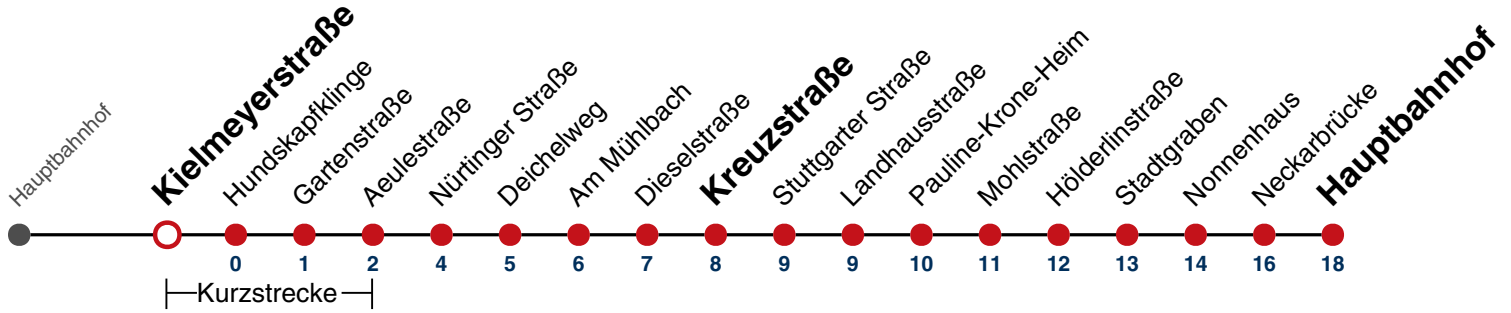 Hauptbahnhof
Kielmeyerstraße
Hundskapfklinge
Gartenstraße
Aeulestraße
Nürtinger Straße
Deichelweg
Am Mühlbach
Dieselstraße
Kreuzstraße
Stuttgarter Straße
Landhausstraße
Pauline-Krone-Heim
Mohlstraße
Hölderlinstraße
Stadtgraben
Nonnenhaus
Neckarbrücke
Hauptbahnhof
0 1 2 4 5 6 7 8 9 9 10 11 12 13 14 16 18
Kurzstrecke